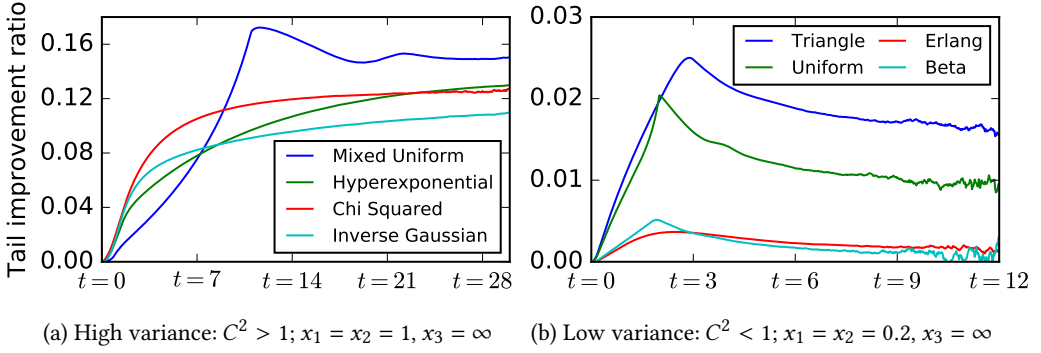 Tail improvement ratio
0.16
0.12
0.08
0.04
0.00
t = 0
t = 7
t = 14
t = 21
t = 28
Mixed Uniform
Hyperexponential
Chi Squared
Inverse Gaussian
(a) High variance: C² > 1; x₁ = x₂ = 1, x₃ = ∞
0.03
0.02
0.01
0.00
t = 0
t = 3
t = 6
t = 9
t = 12
Triangle
Uniform
Erlang
Beta
(b) Low variance: C² < 1; x₁ = x₂ = 0.2, x₃ = ∞